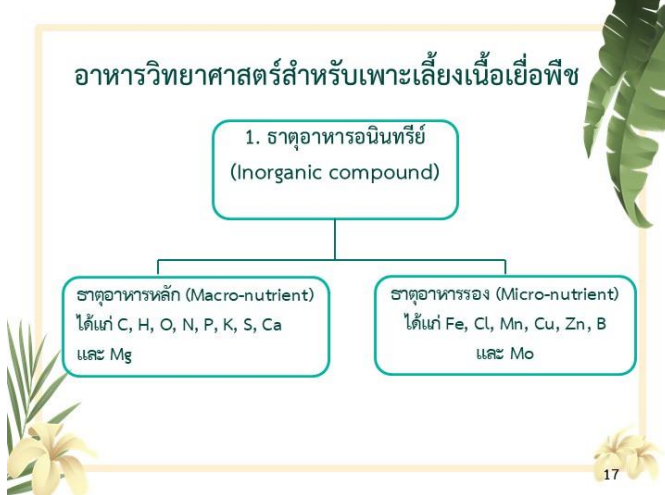 อาหารวิทยาศาสตร์สำหรับเพาะเลี้ยงเนื้อเยื่อพืช
1. ธาตุอาหารอนินทรีย์
(Inorganic compound)
ธาตุอาหารหลัก (Macro-nutrient)
ได้แก่ C, H, O, N, P, K, S, Ca
และ Mg
ธาตุอาหารรอง (Micro-nutrient)
ได้แก่ Fe, Cl, Mn, Cu, Zn, B
และ Mo
17